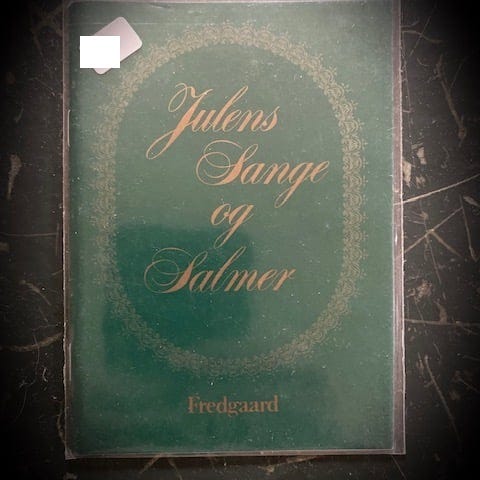 Julens
Sange
og
Salmer
Fredgaard